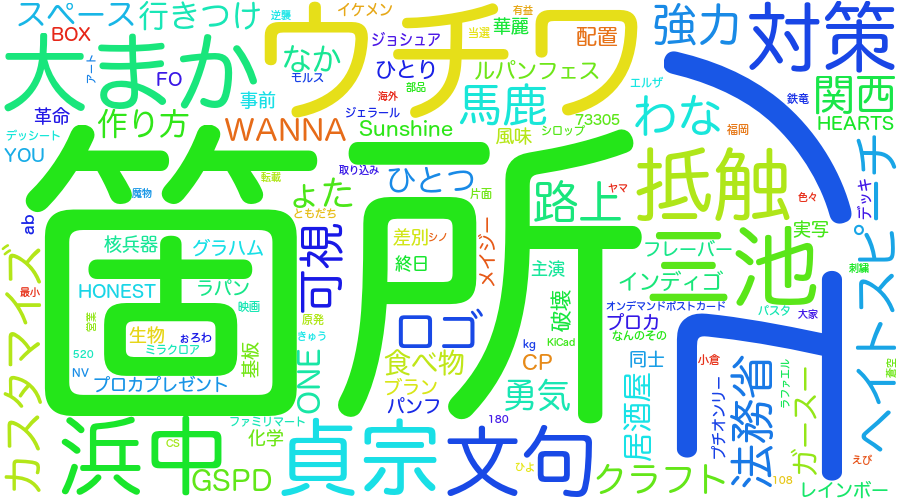 スペース
行きつけ
逆襲
イケメン
有益
BOX
ウチワ
当選
華麗
配置
強力
対策
大まか
アート
なか
モルス
ジョシュア
ひとり
ルパンフェス
FO
事前
部品
海外
馬鹿
エルザ
鉄竜
関西
革命
作り方
WANNA
ジェラール
Sunshine
風味
シロップ
73305
わな
福岡
HEARTS
デッシート
YOU
箇所
取り込み
ひとつ
転載
魔物
ょた
ともだち
片面
抵触
路上
ヤマ
色々
デッキ
ヘイトスピーチ
ab
核兵器
グラハム
可視
差別
シノ
メイジー
終日
主演
フレーバー
三池
実写
カスタマイズ
最小
HONEST
ラパン
映画
原発
インディゴ
刺繍
営業
生物
ぉろわ
ミラクロア
きゅう
ロゴ
破壊
オンデマンドポストカード
プロカ
パスタ
大家
なんのその
520
NV
基板
ONE
食べ物
kg
CP
KiCad
同士
小倉
プロカプレゼント
ブラン
パンフ
勇気
居酒屋
プチオンリー
法務省
ラファエル
ガースー
蒼空
浜中
CS
ファミリマート
化学
貞宗
文句
180
ひよ
GSPD
クラフト
108
えび
レインボー